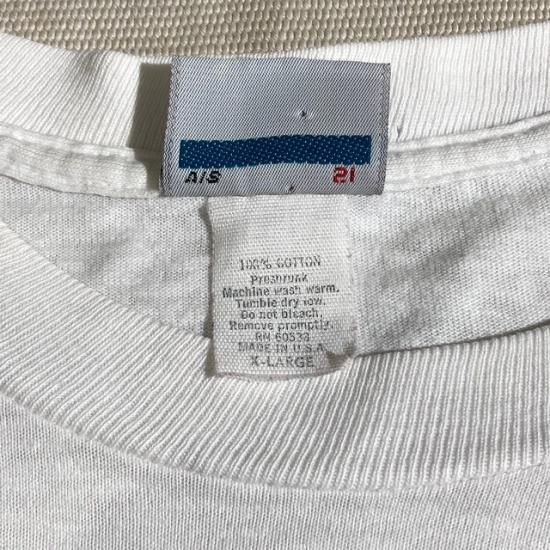 A/S 21
100% COTTON
Preshrunk
Machine wash warm.
Tumble dry low.
Do not bleach.
Remove promptly.
RN 60532
MADE IN U.S.A
X-LARGE